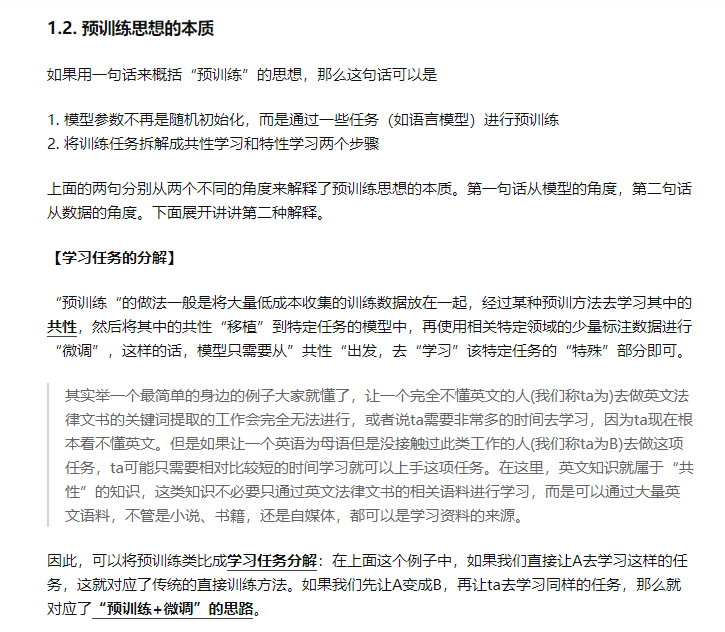 1.2. 预训练思想的本质
如果用一句话来概括“预训练”的思想，那么这句话可以是
1. 模型参数不再是随机初始化，而是通过一些任务（如语言模型）进行预训练
2. 将训练任务拆解成共性学习和特性学习两个步骤
上面的两句分别从两个不同的角度来解释了预训练思想的本质。第一句话从模型的角度，第二句话
从数据的角度。下面展开讲讲第二种解释。
【学习任务的分解】
“预训练“的做法一般是将大量低成本收集的训练数据放在一起，经过某种预训方法去学习其中的
共性，然后将其中的共性“移植”到特定任务的模型中，再使用相关特定领域的少量标注数据进行
“微调”，这样的话，模型只需要从”共性“出发，去“学习”该特定任务的“特殊”部分即可。
其实举一个最简单的身边的例子大家就懂了，让一个完全不懂英文的人(我们称ta为)去做英文法
律文书的关键词提取的工作会完全无法进行，或者说ta需要非常多的时间去学习，因为ta现在根
本看不懂英文。但是如果让一个英语为母语但是没接触过此类工作的人(我们称ta为B)去做这项
任务，ta可能只需要相对比较短的时间学习就可以上手这项任务。在这里，英文知识就属于“共
性”的知识，这类知识不必要只通过英文法律文书的相关语料进行学习，而是可以通过大量英
文语料，不管是小说、书籍，还是自媒体，都可以是学习资料的来源。
因此，可以将预训练类比成学习任务分解：在上面这个例子中，如果我们直接让A去学习这样的任
务，这就对应了传统的直接训练方法。如果我们先让A变成B，再让ta去学习同样的任务，那么就
对应了“预训练+微调”的思路。